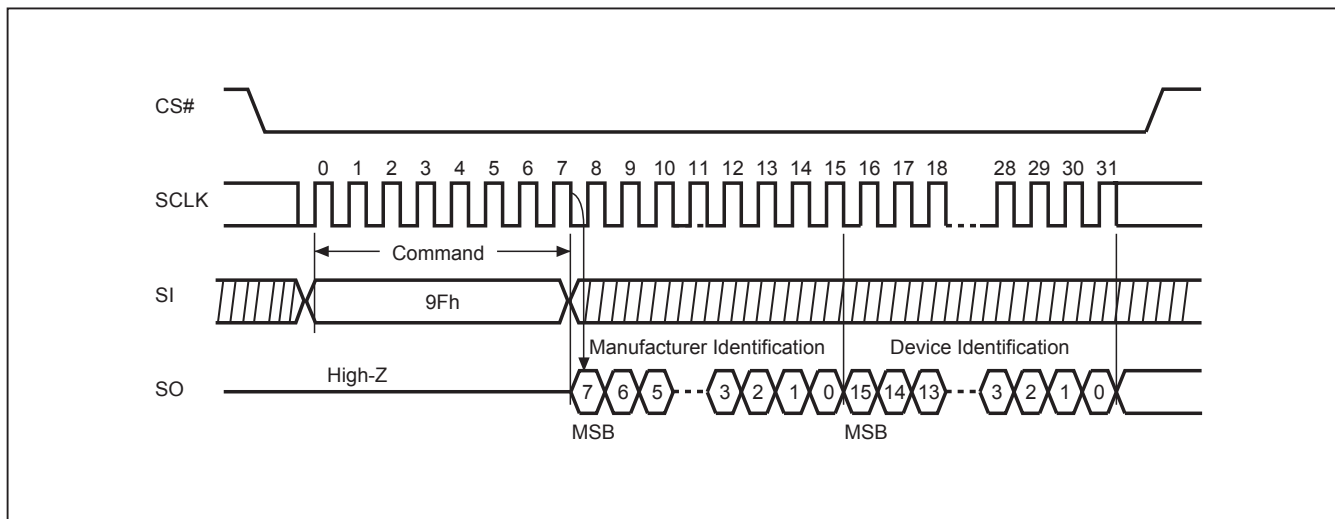 CS#
0 1 2 3 4 5 6 7 8 9 10 11 12 13 14 15 16 17 18 28 29 30 31
SCLK
Command
SI
9Fh
Manufacturer Identification Device Identification
High-Z
SO
7 6 5 3 2 1 0 15 14 13 3 2 1 0
MSB MSB